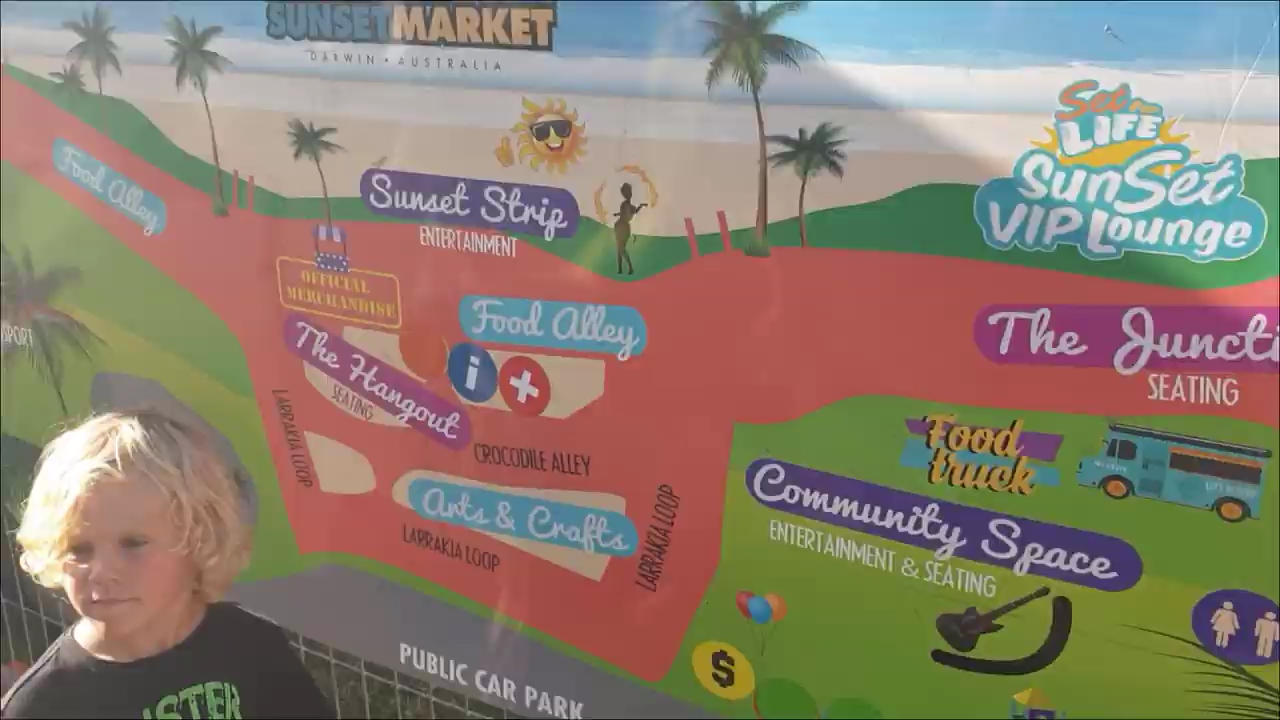 SUNSET MARKET
DARWIN • AUSTRALIA
Set for
LIFE
SunSet
VIP Lounge
Food Alley
Sunset Strip
ENTERTAINMENT
OFFICIAL
MERCHANDISE
Food Alley
i
The Hangout
SEATING
The Juncti
SEATING
LARRAKIA LOOP
CROCODILE ALLEY
Food
truck
Arts & Crafts
LARRAKIA LOOP
LARRAKIA LOOP
Community Space
ENTERTAINMENT & SEATING
PUBLIC CAR PARK
$
STER